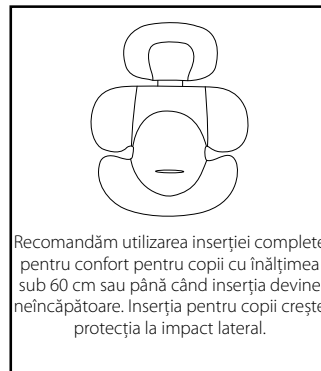 Recomandăm utilizarea inserției complete
pentru confort pentru copii cu înălțimea
sub 60 cm sau până când inserția devine
neîncăpătoare. Inserția pentru copii crește
protecția la impact lateral.